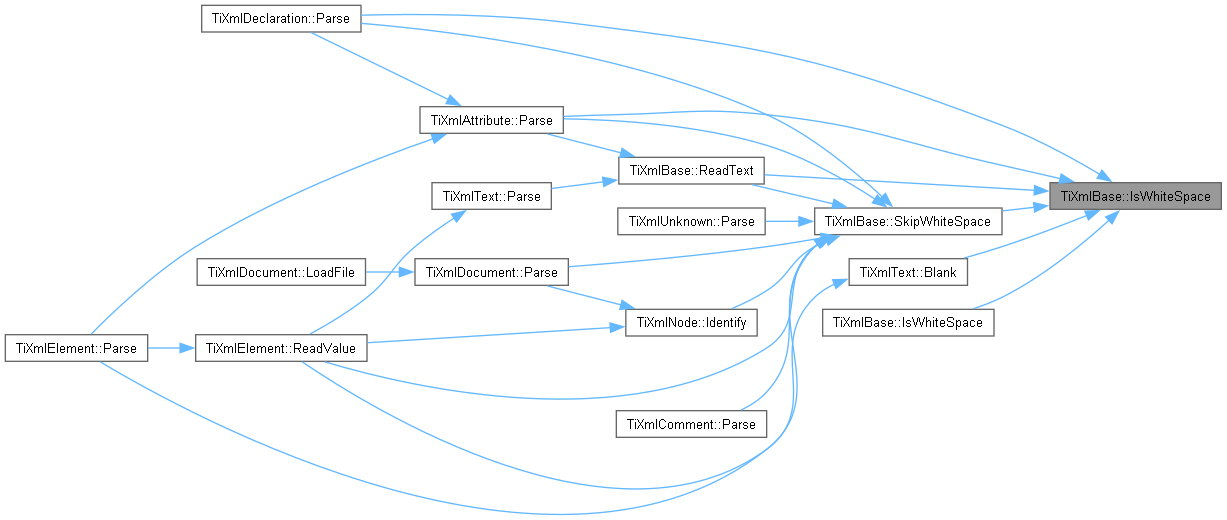 TiXmlDeclaration::Parse
TiXmlAttribute::Parse
TiXmlBase::ReadText
TiXmlText::Parse
TiXmlBase::IsWhiteSpace
TiXmlUnknown::Parse
TiXmlBase::SkipWhiteSpace
TiXmlDocument::LoadFile
TiXmlDocument::Parse
TiXmlText::Blank
TiXmlNode::Identify
TiXmlBase::IsWhiteSpace
TiXmlElement::Parse
TiXmlElement::ReadValue
TiXmlComment::Parse